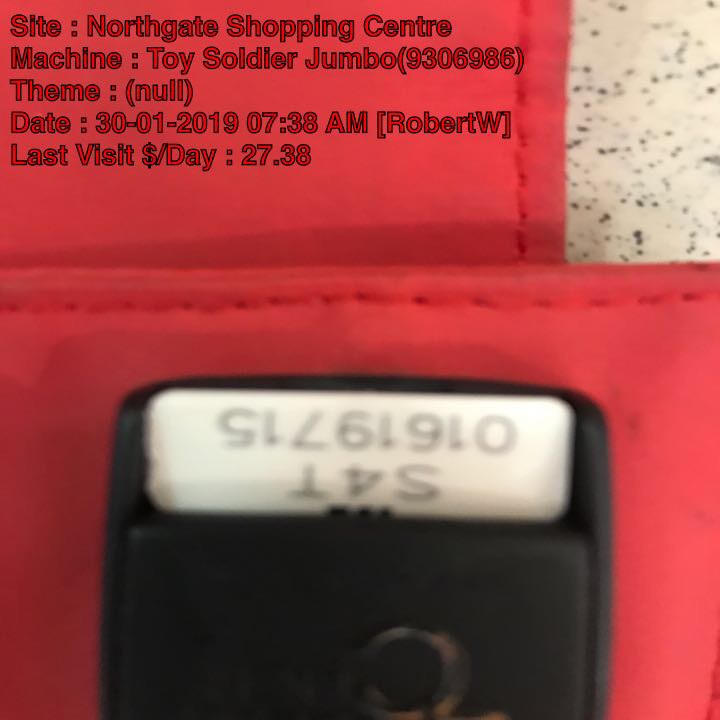 Site : Northgate Shopping Centre
Machine : Toy Soldier Jumbo(9306986)
Theme : (null)
Date : 30-01-2019 07:38 AM [RobertW]
Last Visit $/Day : 27.38
S4T
01619715